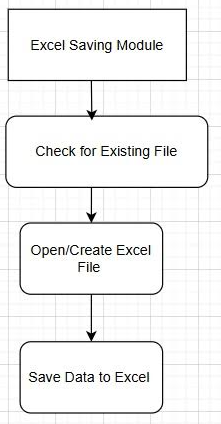 Excel Saving Module
Check for Existing File
Open/Create Excel
File
Save Data to Excel